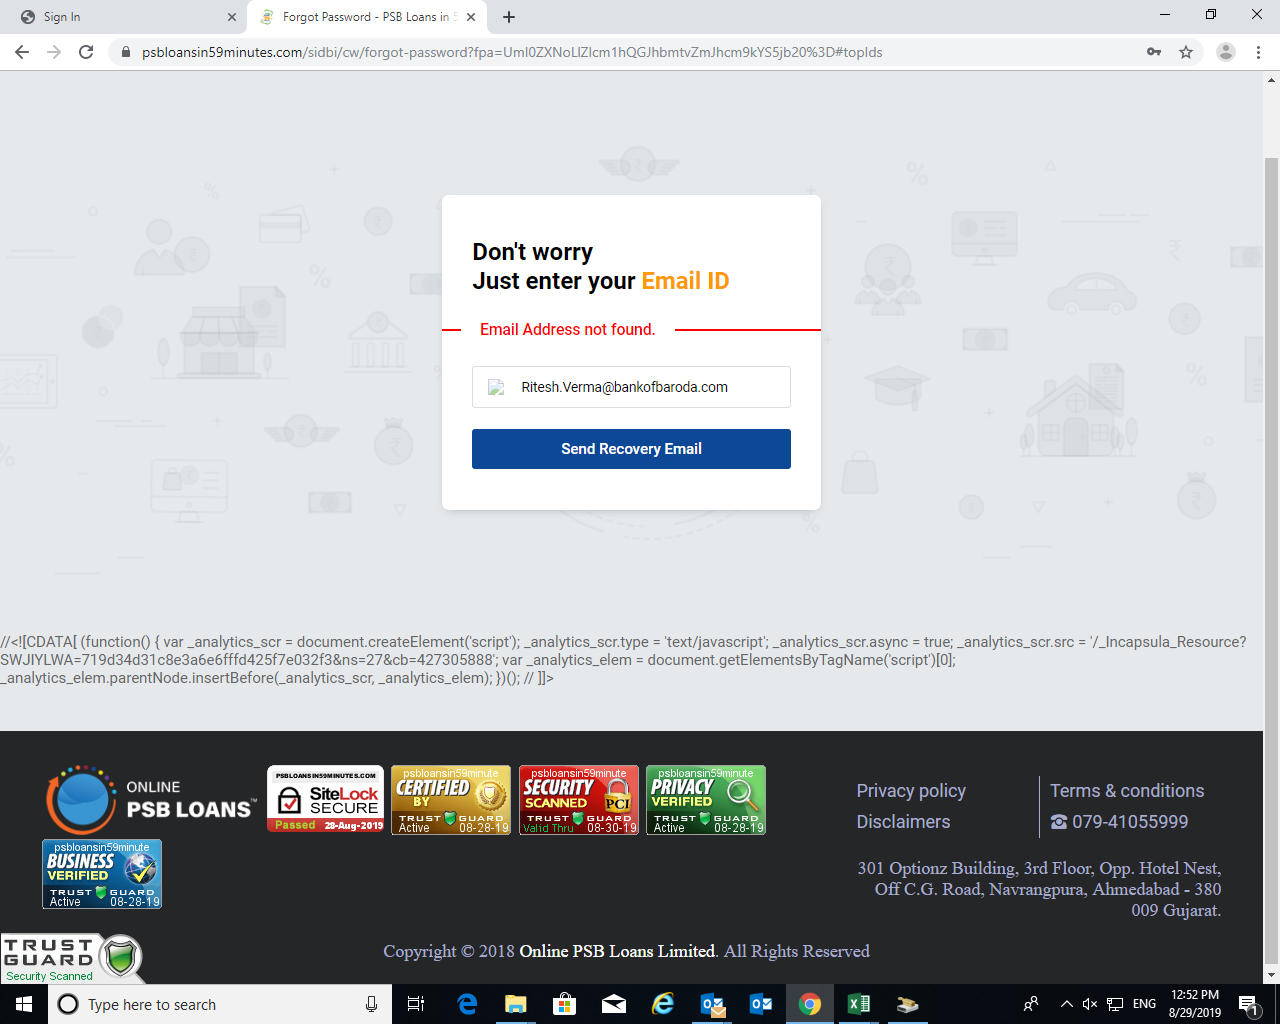 Sign In
Forgot Password - PSB Loans in 5
psbloansin59minutes.com/sidbi/cw/forgot-password?fpa=Uml0ZXNoLlZlcm1hQGJhbmtvZmJhcm9kYS5jb20%3D#topIds
Don't worry
Just enter your Email ID
Email Address not found.
Ritesh.Verma@bankofbaroda.com
Send Recovery Email
//<![CDATA[ (function() { var _analytics_scr = document.createElement('script'); _analytics_scr.type = 'text/javascript'; _analytics_scr.async = true; _analytics_scr.src = '/_Incapsula_Resource?
SWJIYLWA=719d34d31c8e3a6e6fffd425f7e032f3&ns=27&cb=427305888'; var _analytics_elem = document.getElementsByTagName('script')[0];
_analytics_elem.parentNode.insertBefore(_analytics_scr, _analytics_elem); })(); // ]]>
ONLINE
PSB LOANS™
PSBLOANSIN59MINUTES.COM
SiteLock
SECURE
Passed 28-Aug-2019
psbloansin59minute
CERTIFIED
BY
TRUST GUARD
Active 08-28-19
psbloansin59minute
SECURITY
SCANNED PCI
TRUST GUARD
Valid Thru 08-30-19
psbloansin59minute
PRIVACY
VERIFIED
TRUST GUARD
Active 08-28-19
psbloansin59minute
BUSINESS
VERIFIED
TRUST GUARD
Active 08-28-19
Privacy policy
Terms & conditions
Disclaimers
079-41055999
301 Optionz Building, 3rd Floor, Opp. Hotel Nest,
Off C.G. Road, Navrangpura, Ahmedabad - 380
009 Gujarat.
TRUST
GUARD
Security Scanned
Copyright © 2018 Online PSB Loans Limited. All Rights Reserved
Type here to search
ENG
12:52 PM
8/29/2019
1